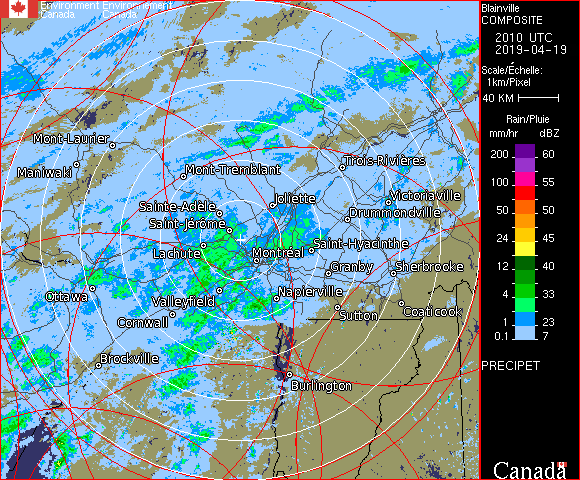 Environment Environnement
Canada Canada
Mont-Laurier
Maniwaki
Mont-Tremblant
Trois-Rivières
Joliette
Victoriaville
Sainte-Adèle
Drummondville
Saint-Jérôme
Lachute
Montréal
Saint-Hyacinthe
Granby
Sherbrooke
Ottawa
Valleyfield
Napierville
Cornwall
Sutton
Coaticook
Brockville
Burlington
Blainville
COMPOSITE
2010 UTC
2019-04-19
Scale/Échelle:
1km/Pixel
40 KM
Rain/Pluie
mm/hr dBZ
200 60
100 55
50 50
24 45
12 40
8 37
4 33
1 23
0.1 7
PRECIPET
Canada